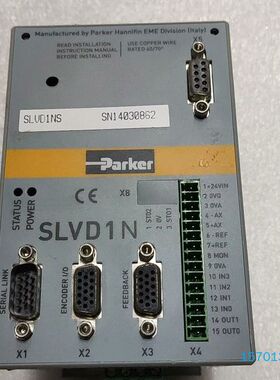 Manufactured by Parker Hannifin EME Division (Italy)
READ INSTALLATION
INSTRUCTION MANUAL
BEFORE INSTALLING
USE COPPER WIRE
RATED 60/70°
X5
SLVD1NS SN14030862
Parker
CE
X8
1 ST02
2 0V
3 ST01
STATUS
POWER
SLVD1N
1+24VIN
2 0VD
3 0VA
4 -AX
5 +AX
6 -REF
7 +REF
8 MON
9 0VA
10 IN3
11 IN2
12 IN1
13 IN0
14 OUT1
15 OUT0
SERIAL LINK
ENCODER I/O
FEEDBACK
X1
X2
X3
X4